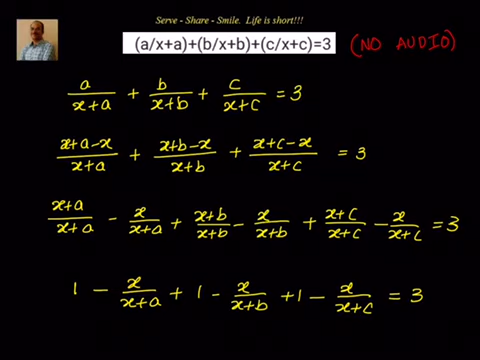 Serve - Share - Smile. Life is short!!!
(a/x+a)+(b/x+b)+(c/x+c)=3 (NO AUDIO)
a/(x+a) + b/(x+b) + c/(x+c) = 3
(x+a-x)/(x+a) + (x+b-x)/(x+b) + (x+c-x)/(x+c) = 3
(x+a)/(x+a) - x/(x+a) + (x+b)/(x+b) - x/(x+b) + (x+c)/(x+c) - x/(x+c) = 3
1 - x/(x+a) + 1 - x/(x+b) + 1 - x/(x+c) = 3